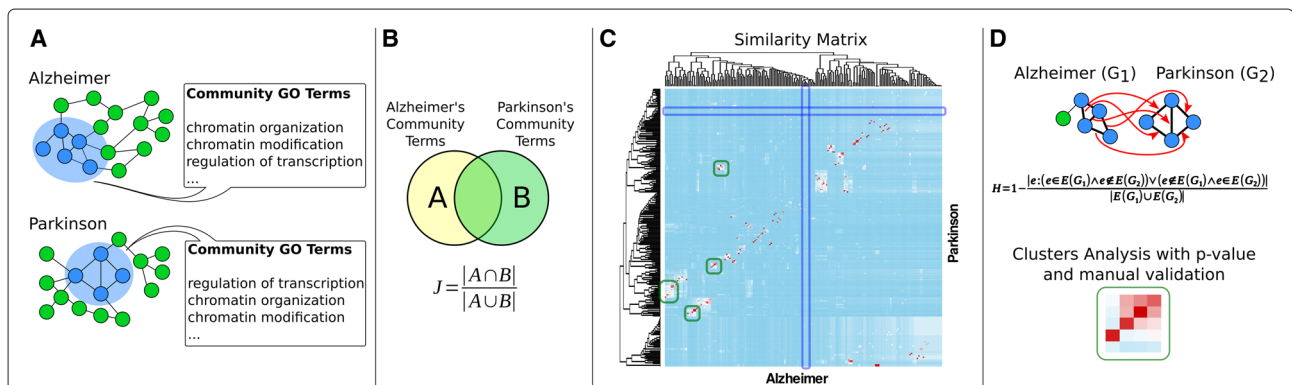 A
Alzheimer
Community GO Terms
chromatin organization
chromatin modification
regulation of transcription
...
Parkinson
Community GO Terms
regulation of transcription
chromatin organization
chromatin modification
...
B
Alzheimer's
Community
Terms
Parkinson's
Community
Terms
A
B
J=|A∩B|/|A∪B|
C
Similarity Matrix
Parkinson
Alzheimer
D
Alzheimer (G₁)
Parkinson (G₂)
H=1−|e:(e∈E(G₁)∧e∉E(G₂))∨(e∉E(G₁)∧e∈E(G₂))|/|E(G₁)∪E(G₂)|
Clusters Analysis with p-value
and manual validation